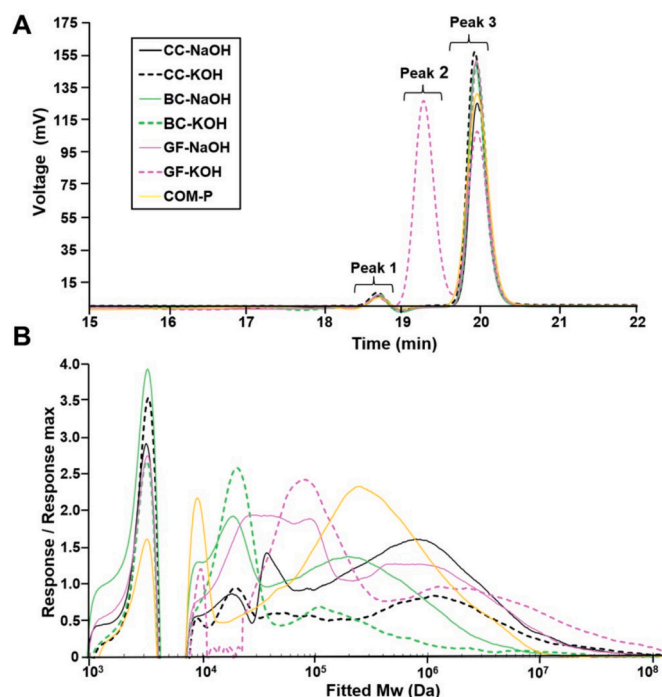 A
175
155
135
115
95
75
55
35
15
Voltage (mV)
CC-NaOH
CC-KOH
BC-NaOH
BC-KOH
GF-NaOH
GF-KOH
COM-P
Peak 1
Peak 2
Peak 3
15 16 17 18 19 20 21 22
Time (min)
B
4.0
3.5
3.0
2.5
2.0
1.5
1.0
0.5
0
Response / Response max
10³ 10⁴ 10⁵ 10⁶ 10⁷ 10⁸
Fitted Mw (Da)